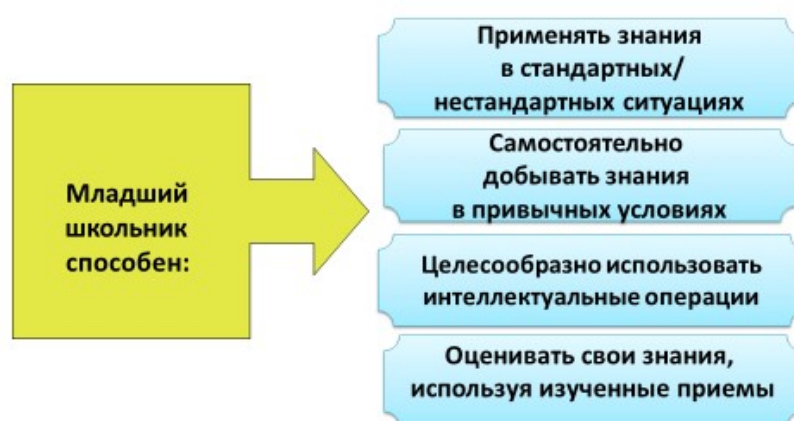 Младший
школьник
способен:
Применять знания
в стандартных/
нестандартных ситуациях
Самостоятельно
добывать знания
в привычных условиях
Целесообразно использовать
интеллектуальные операции
Оценивать свои знания,
используя изученные приемы